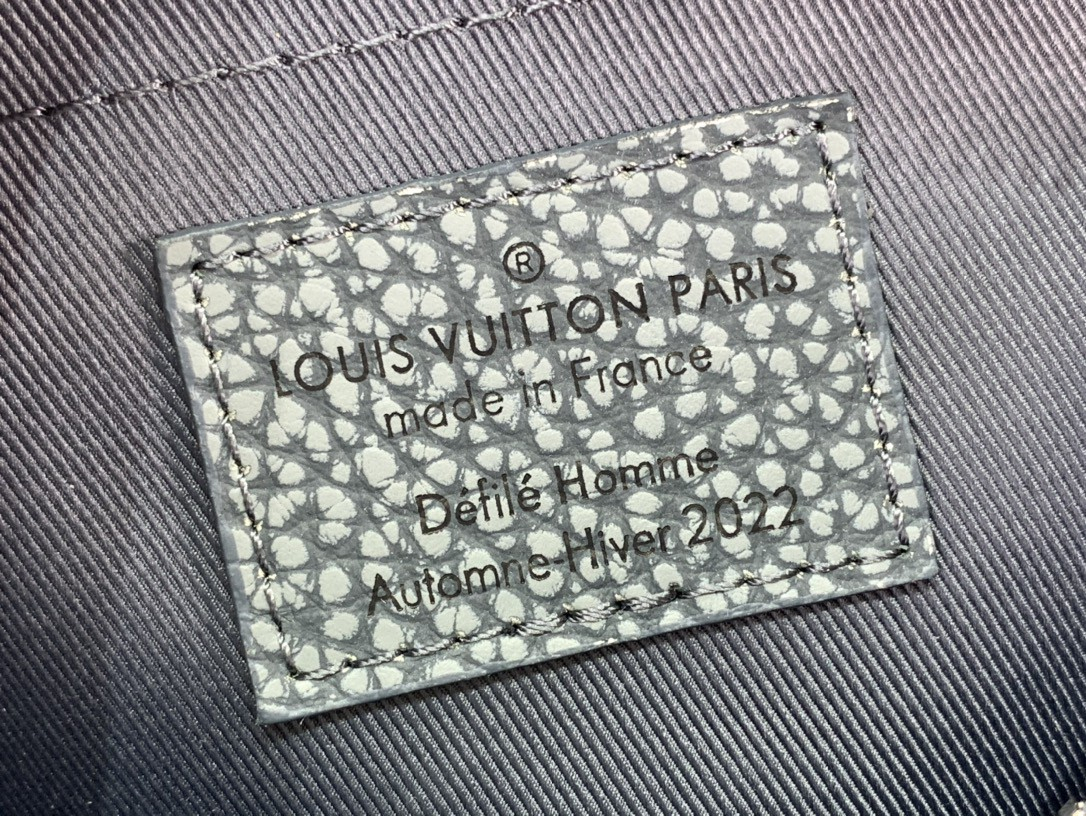 ®
LOUIS VUITTON PARIS
made in France
Défilé Homme
Automne-Hiver 2022